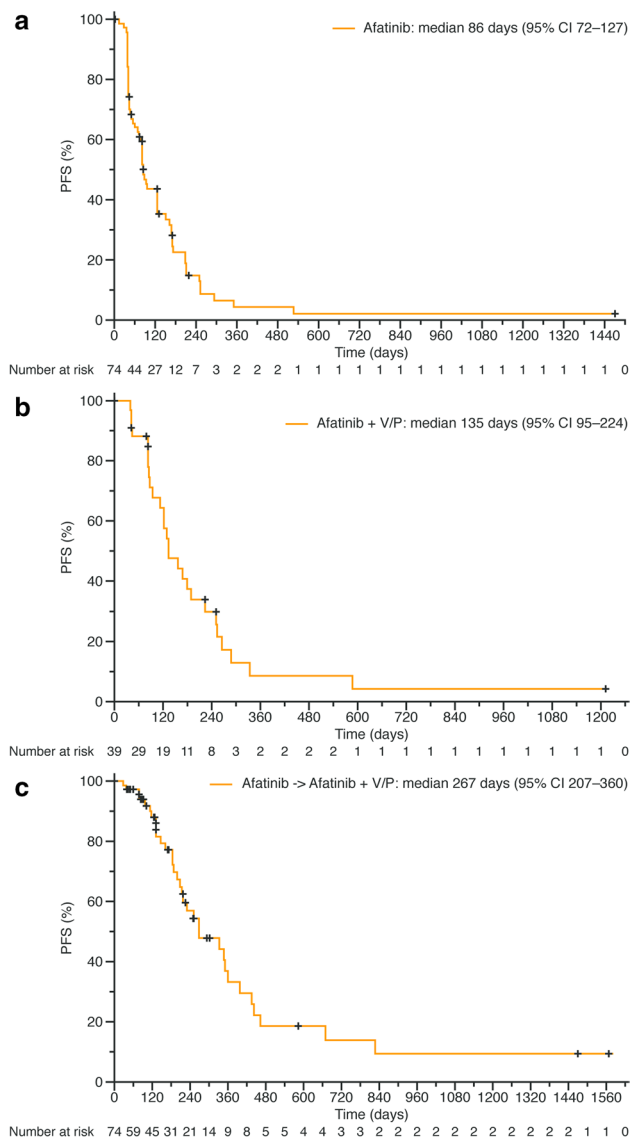 a
Afatinib: median 86 days (95% CI 72–127)
100
80
60
40
20
0
PFS (%)
0 120 240 360 480 600 720 840 960 1080 1200 1320 1440
Time (days)
Number at risk 74 44 27 12 7 3 2 2 2 1 1 1 1 1 1 1 1 1 1 1 1 1 1 1 1 0
b
Afatinib + V/P: median 135 days (95% CI 95–224)
100
80
60
40
20
0
PFS (%)
0 120 240 360 480 600 720 840 960 1080 1200
Time (days)
Number at risk 39 29 19 11 8 3 2 2 2 2 1 1 1 1 1 1 1 1 1 1 1 0
c
Afatinib -> Afatinib + V/P: median 267 days (95% CI 207–360)
100
80
60
40
20
0
PFS (%)
0 120 240 360 480 600 720 840 960 1080 1200 1320 1440 1560
Time (days)
Number at risk 74 59 45 31 21 14 9 8 5 5 4 4 3 3 2 2 2 2 2 2 2 2 2 2 2 1 1 0